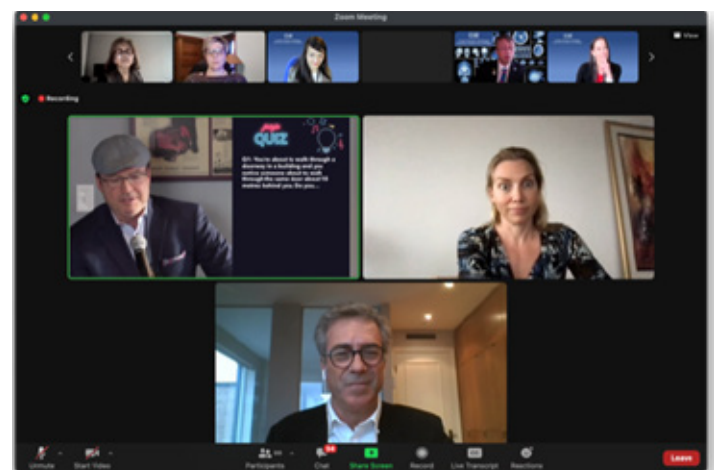 Zoom Meeting
View
Recording
pop
QUIZ
Q1: You're about to walk through a
doorway in a building and you
notice someone about to walk
through the same door about 10
metres behind you. Do you...
Unmute
Start Video
Participants
Chat
Share Screen
Record
Live Transcript
Reactions
Leave